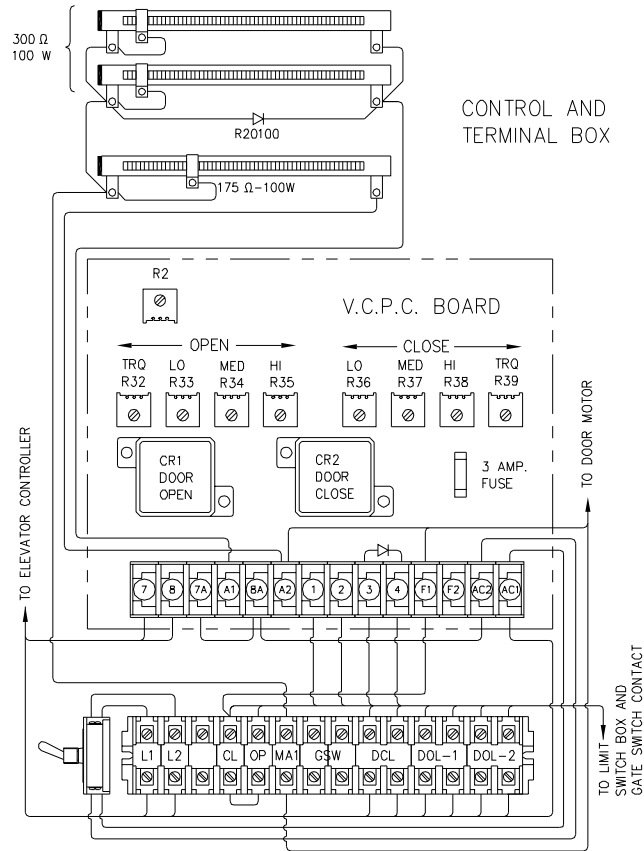 300 Ω
100 W
R20100
CONTROL AND
TERMINAL BOX
175 Ω-100W
R2
V.C.P.C. BOARD
OPEN
CLOSE
TRQ
R32
LO
R33
MED
R34
HI
R35
LO
R36
MED
R37
HI
R38
TRQ
R39
CR1
DOOR
OPEN
CR2
DOOR
CLOSE
3 AMP.
FUSE
TO DOOR MOTOR
TO ELEVATOR CONTROLLER
7 8 7A A1 8A A2 1 2 3 4 F1 F2 AC2 AC1
L1 L2 CL OP MA1 GSW DCL DOL-1 DOL-2
TO LIMIT
SWITCH BOX AND
GATE SWITCH CONTACT